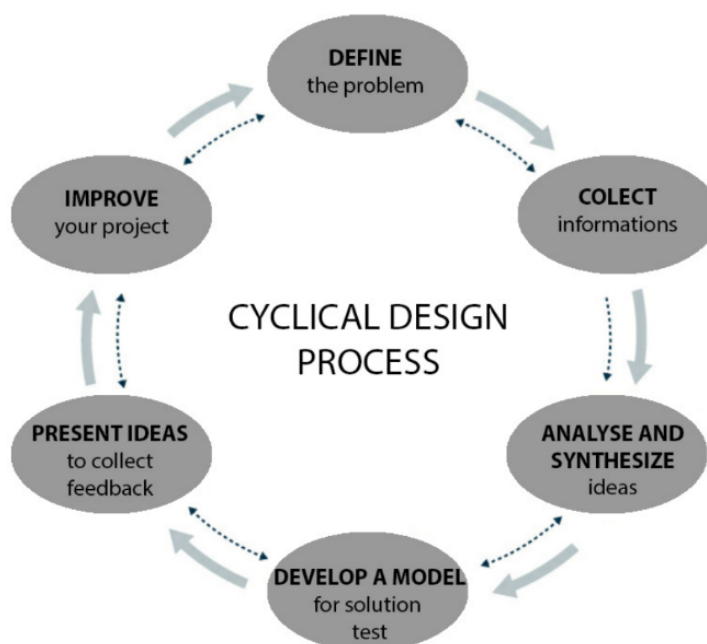 DEFINE
the problem
COLECT
informations
ANALYSE AND
SYNTHESIZE
ideas
DEVELOP A MODEL
for solution
test
PRESENT IDEAS
to collect
feedback
IMPROVE
your project
CYCLICAL DESIGN
PROCESS